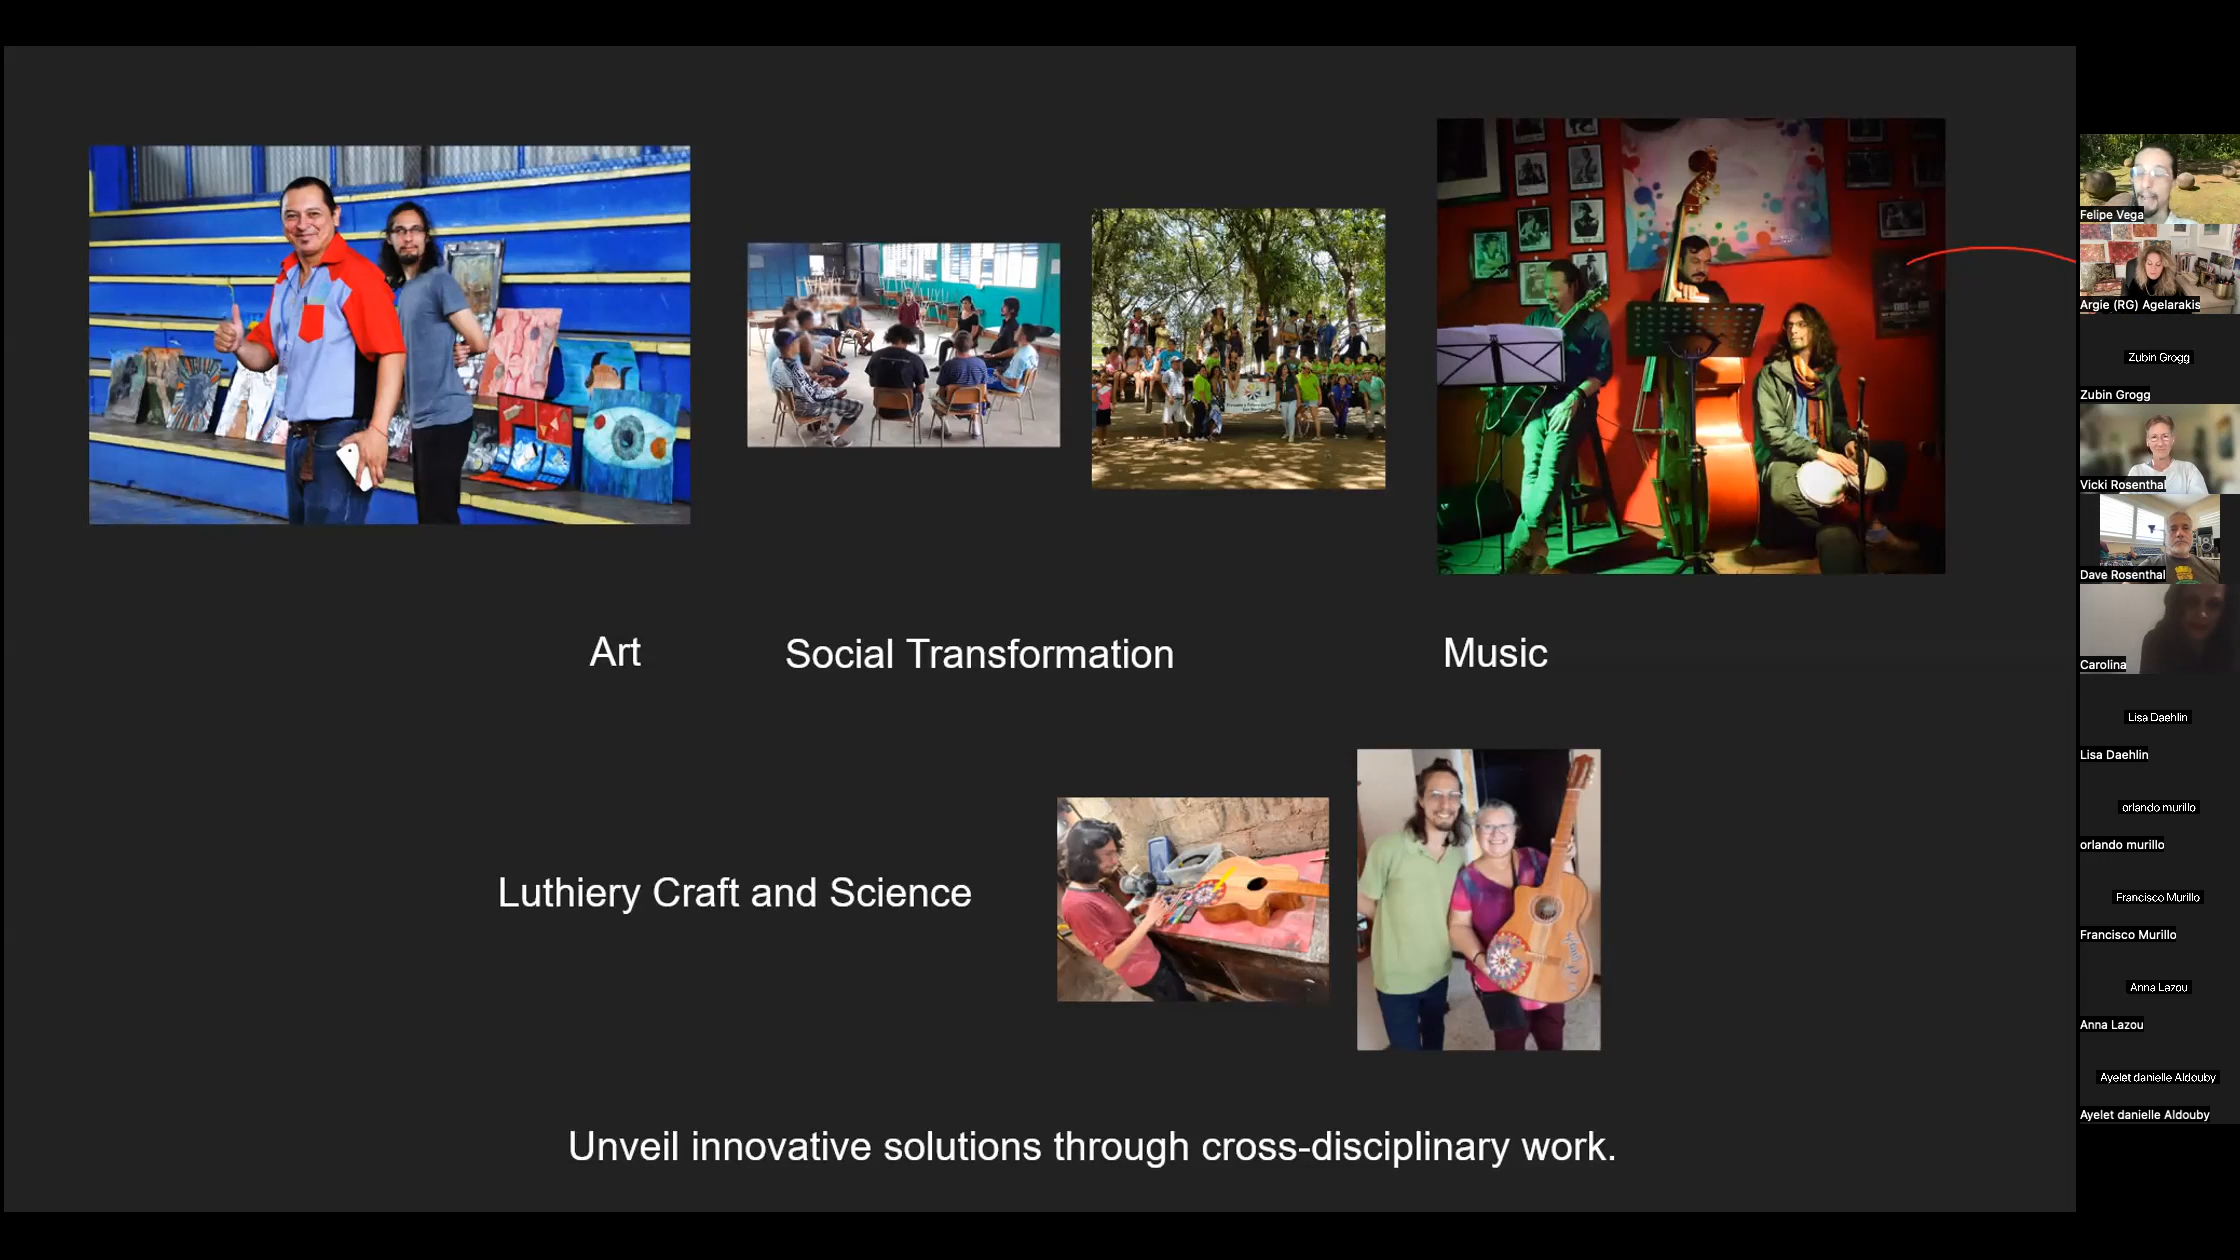 Art
Social Transformation
Music
Luthiery Craft and Science
Unveil innovative solutions through cross-disciplinary work.
Felipe Vega
Argie (RG) Agelarakis
Zubin Grogg
Zubin Grogg
Vicki Rosenthal
Dave Rosenthal
Carolina
Lisa Daehlin
Lisa Daehlin
orlando murillo
orlando murillo
Francisco Murillo
Francisco Murillo
Anna Lazou
Anna Lazou
Ayelet danielle Aldouby
Ayelet danielle Aldouby